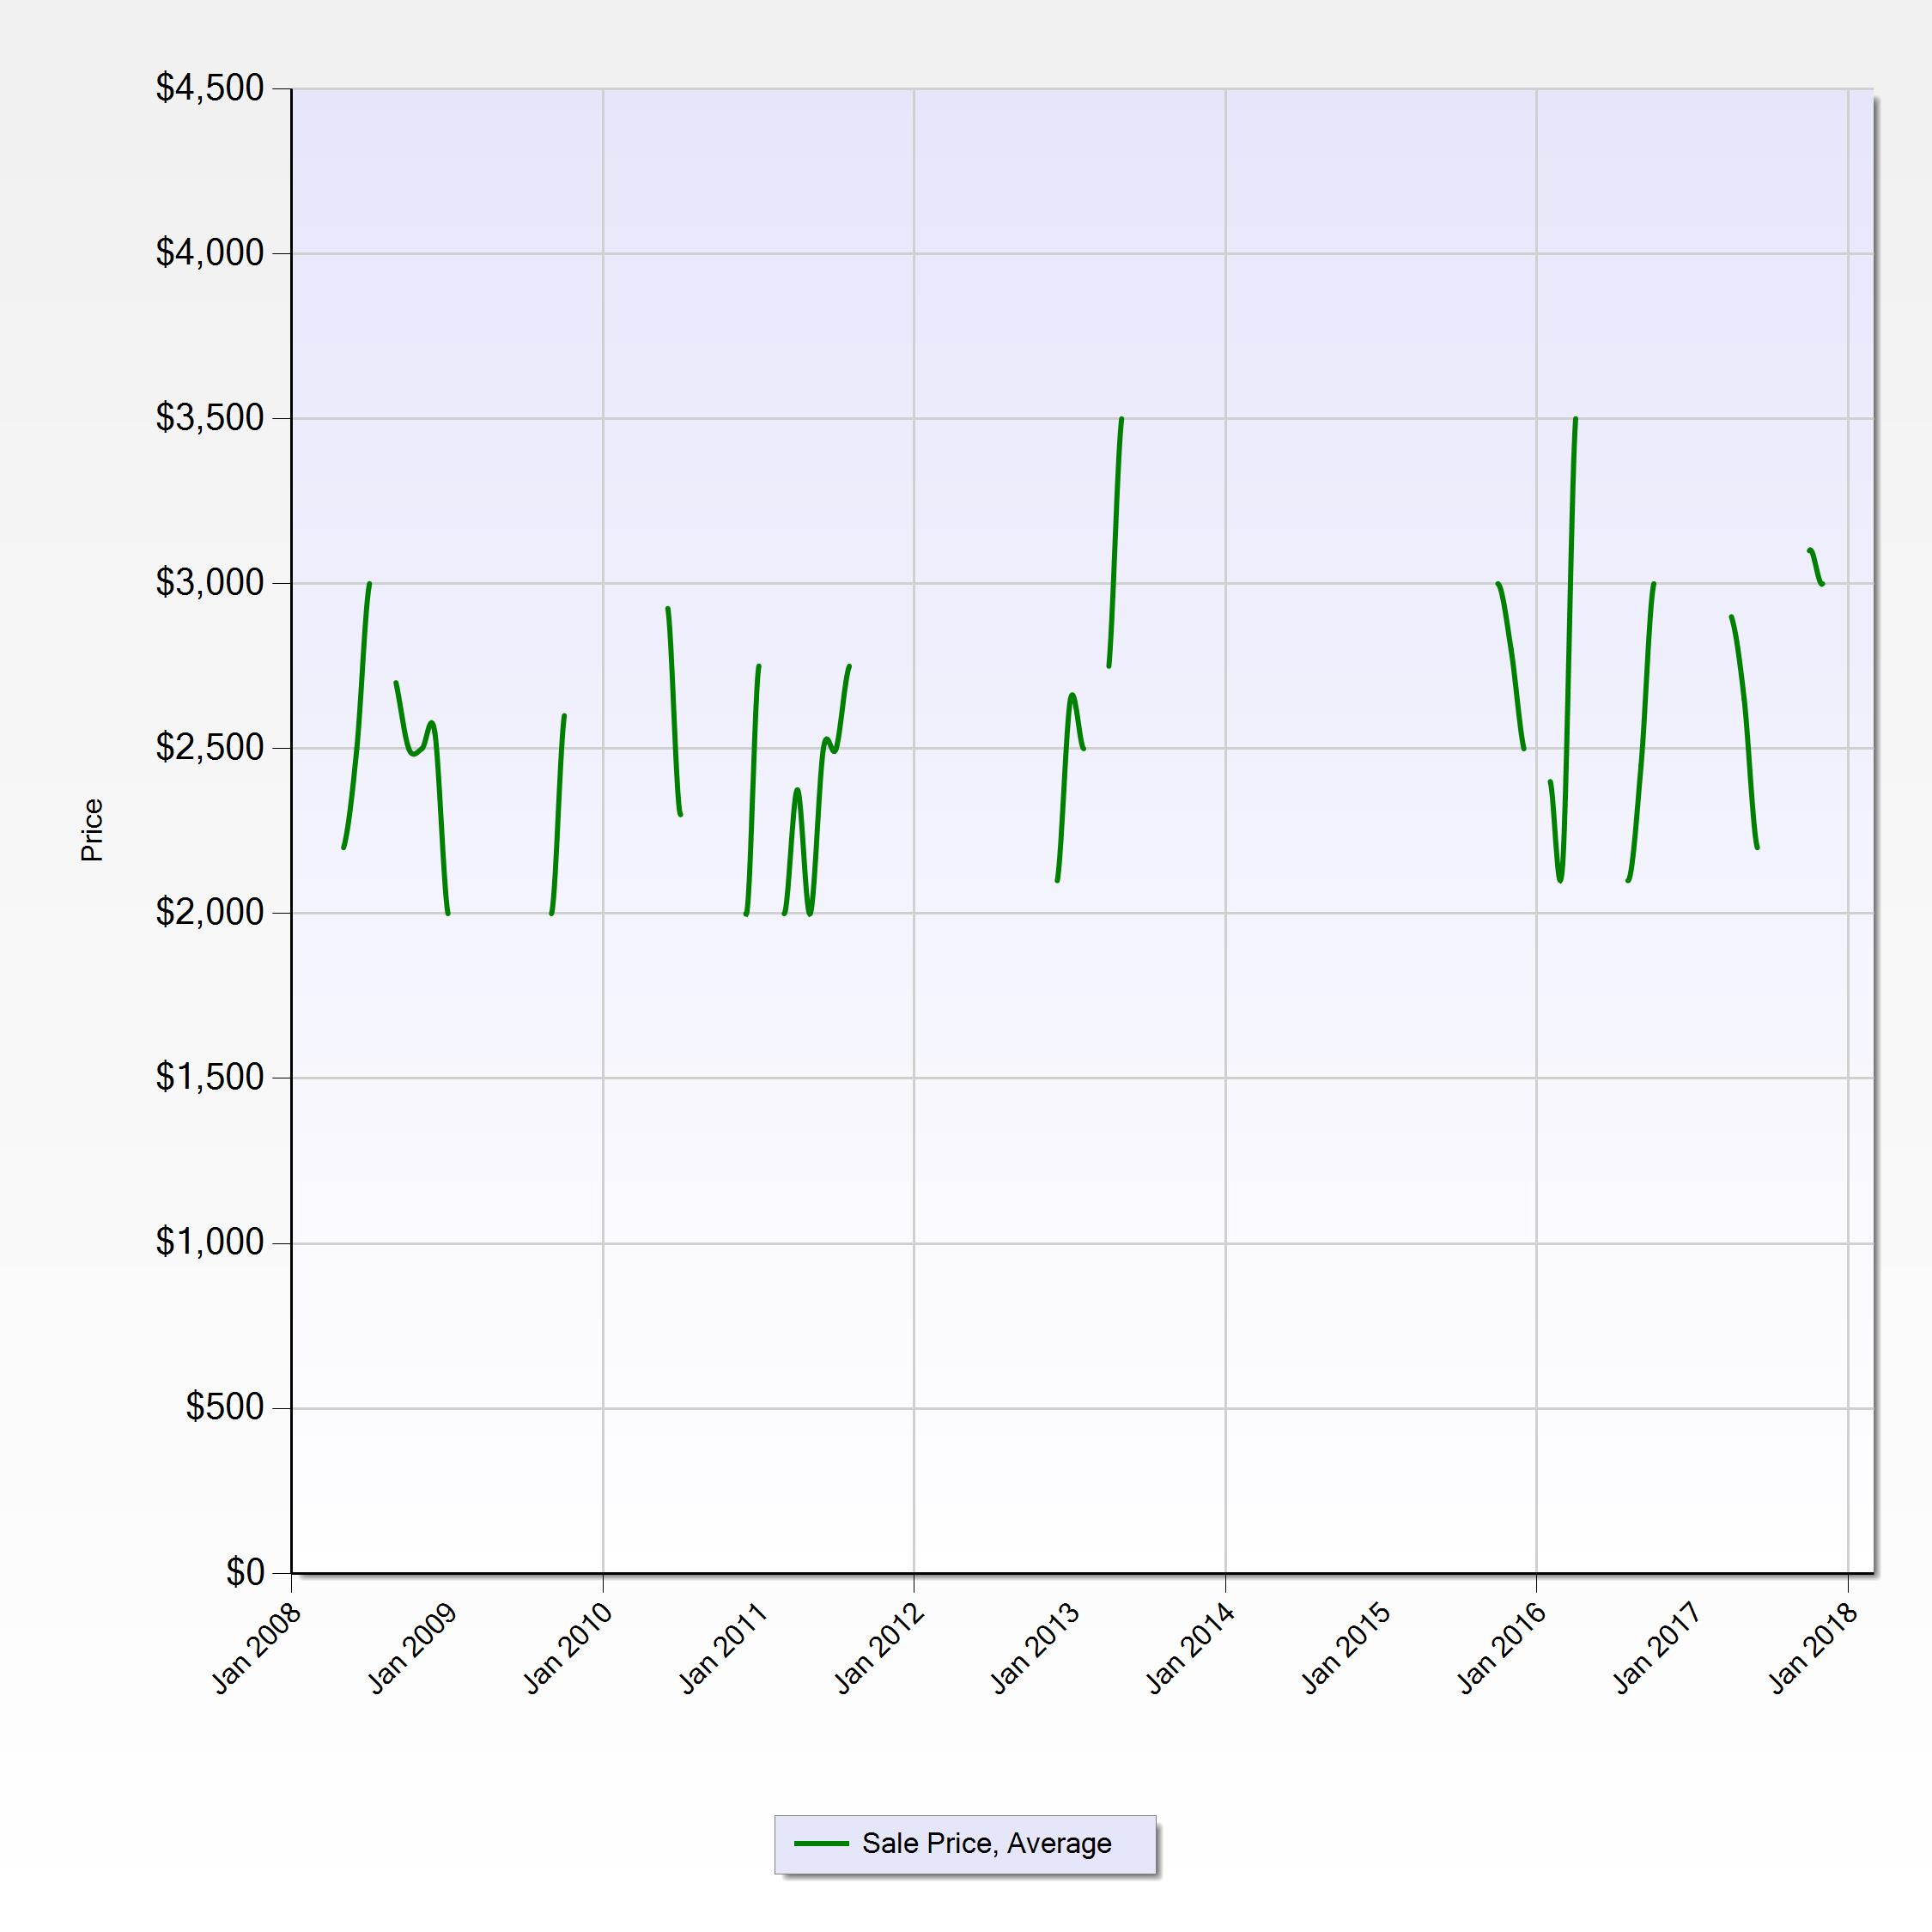 $4,500
$4,000
$3,500
$3,000
$2,500
$2,000
$1,500
$1,000
$500
$0
Price
Jan 2008
Jan 2009
Jan 2010
Jan 2011
Jan 2012
Jan 2013
Jan 2014
Jan 2015
Jan 2016
Jan 2017
Jan 2018
Sale Price, Average